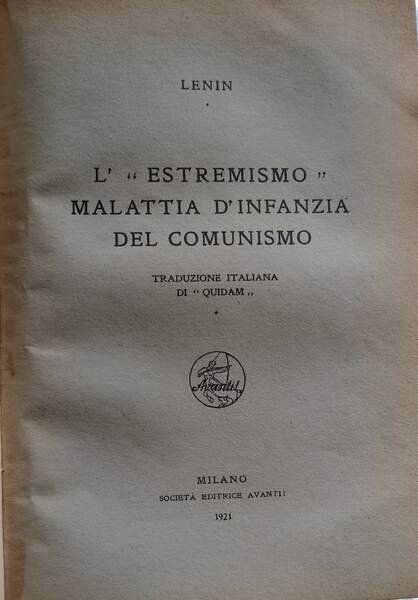 LENIN
L' “ ESTREMISMO „
MALATTIA D'INFANZIA
DEL COMUNISMO
TRADUZIONE ITALIANA
DI “ QUIDAM „
Avanti!
MILANO
SOCIETÀ EDITRICE AVANTI!
1921